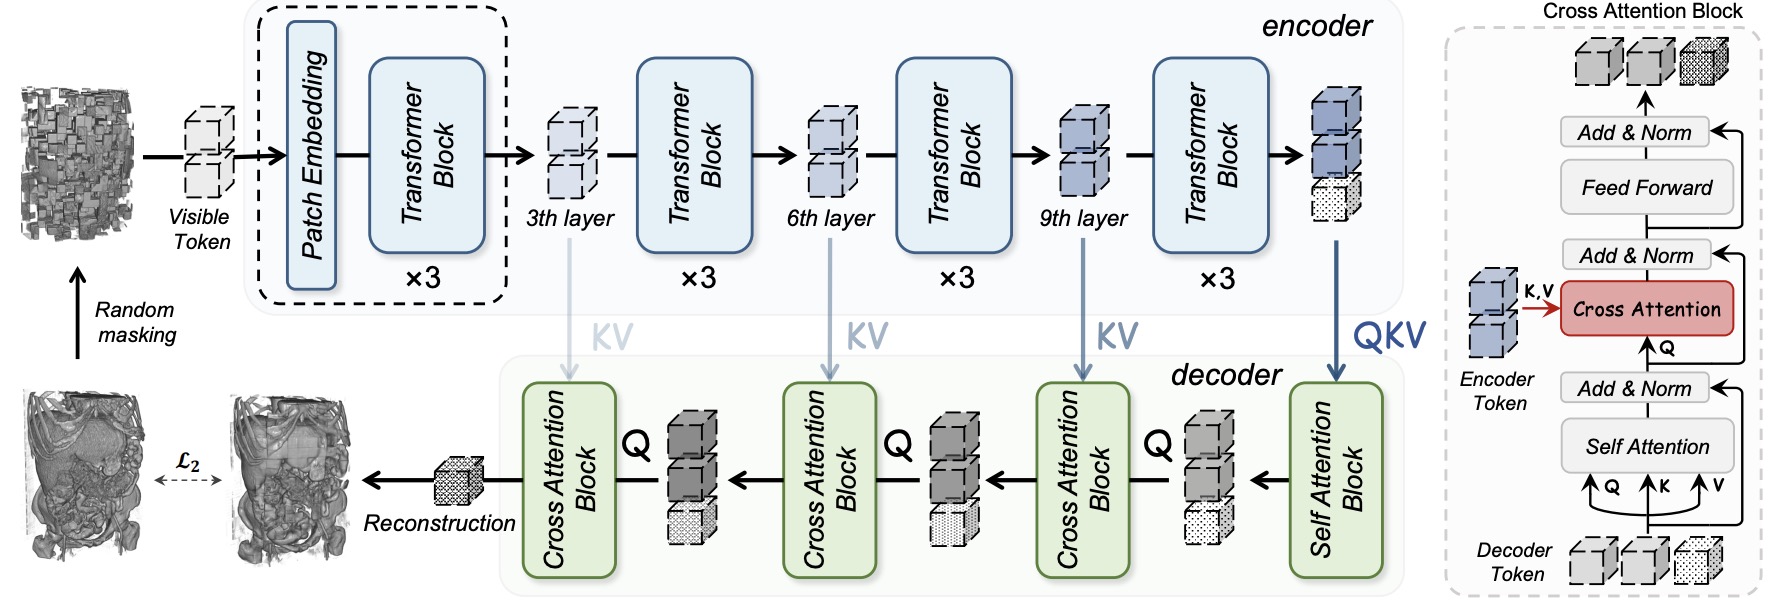 encoder
Patch Embedding
Transformer
Block
×3
Transformer
Block
×3
Transformer
Block
×3
Transformer
Block
×3
Visible
Token
3th layer
6th layer
9th layer
Random
masking
KV
KV
KV
QKV
decoder
Self Attention
Block
Q
Cross Attention
Block
Q
Cross Attention
Block
Q
Cross Attention
Block
Reconstruction
ℒ2
Cross Attention Block
Add & Norm
Feed Forward
Add & Norm
K,V
Cross Attention
Q
Encoder
Token
Add & Norm
Self Attention
Q K V
Decoder
Token